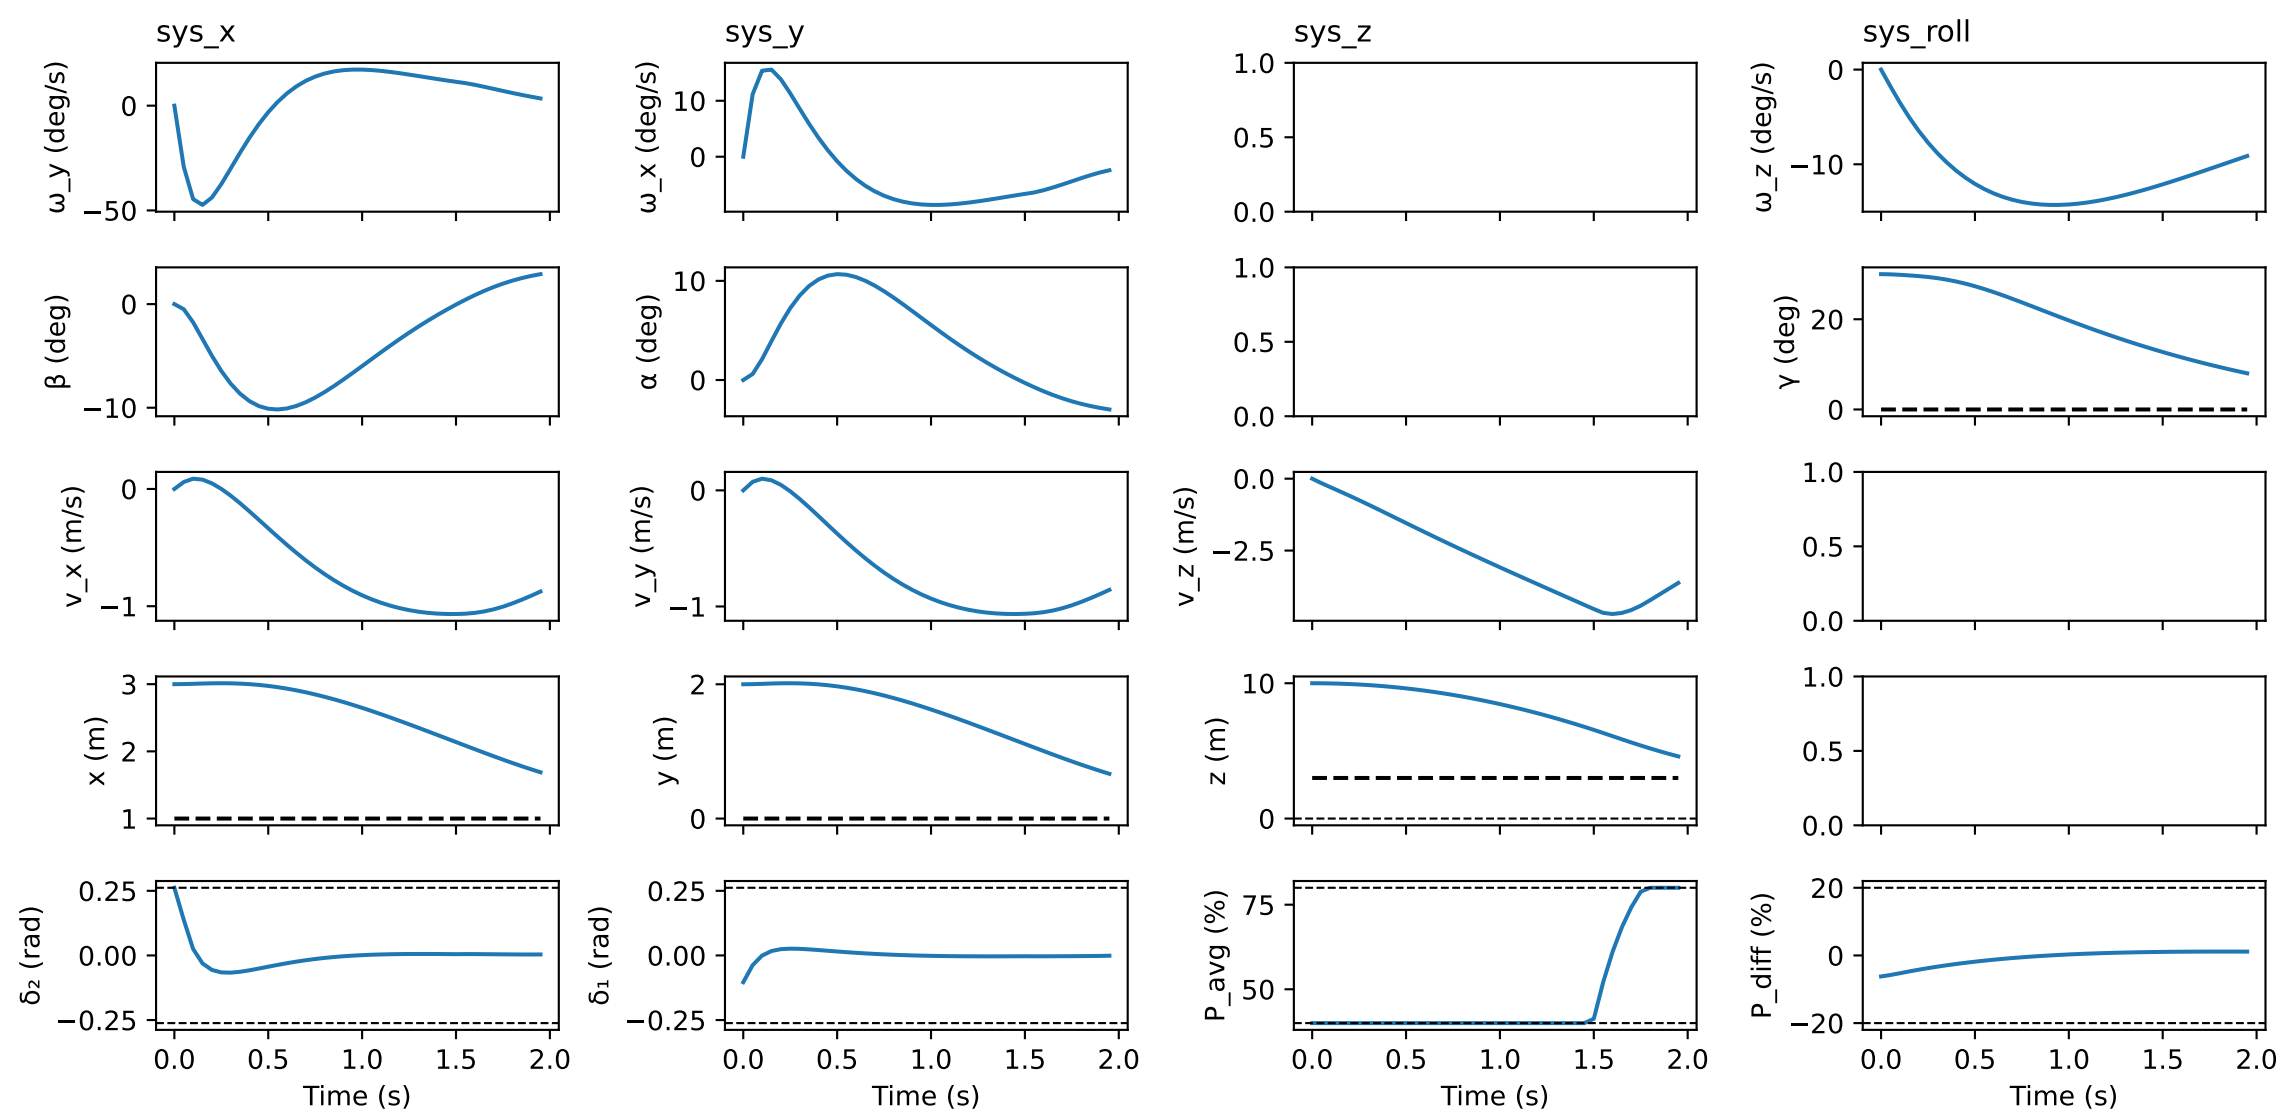 sys_x
sys_y
sys_z
sys_roll
ω_y (deg/s)
0
−50
ω_x (deg/s)
10
0
1.0
0.5
0.0
ω_z (deg/s)
0
−10
β (deg)
0
−10
α (deg)
10
0
1.0
0.5
0.0
γ (deg)
20
0
v_x (m/s)
0
−1
v_y (m/s)
0
−1
v_z (m/s)
0.0
−2.5
1.0
0.5
0.0
x (m)
3
2
1
y (m)
2
0
z (m)
10
0
1.0
0.5
0.0
δ₂ (rad)
0.25
0.00
−0.25
δ₁ (rad)
0.25
0.00
−0.25
P_avg (%)
75
50
P_diff (%)
20
0
−20
0.0 0.5 1.0 1.5 2.0
0.0 0.5 1.0 1.5 2.0
0.0 0.5 1.0 1.5 2.0
0.0 0.5 1.0 1.5 2.0
Time (s)
Time (s)
Time (s)
Time (s)